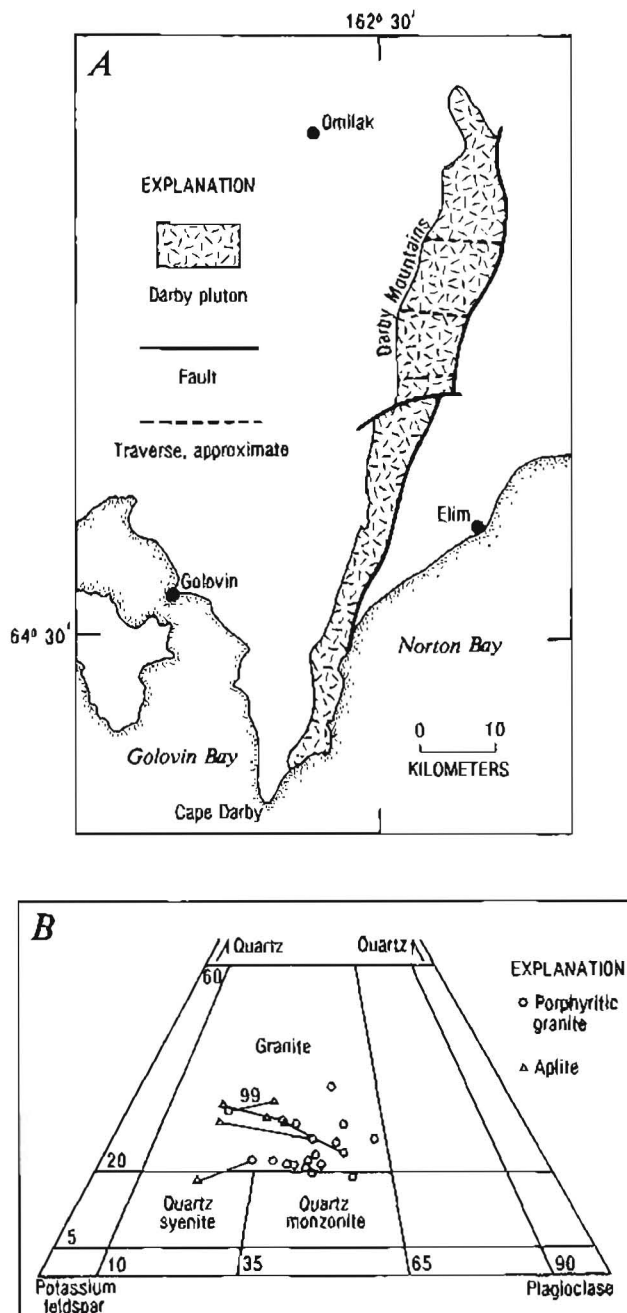 162° 30'
A
Omilak
EXPLANATION
Darby pluton
Fault
Traverse, approximate
Darby Mountains
Elim
Golovin
64° 30'
Norton Bay
Golovin Bay
0 10
KILOMETERS
Cape Darby
B
Quartz Quartz
60
EXPLANATION
Porphyritic
granite
Aplite
Granite
99
20
Quartz
syenite
Quartz
monzonite
5
10 35 65 90
Potassium
feldspar
Plagioclase